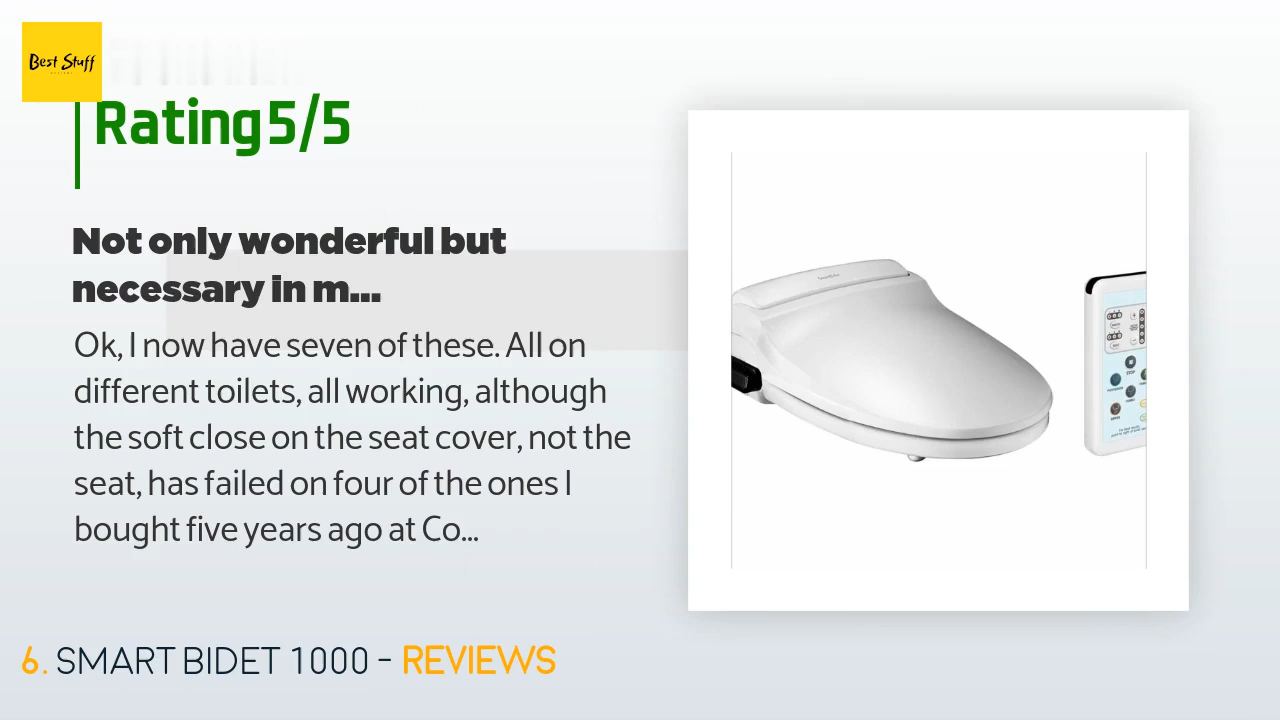 Best Stuff
Rating 5/5
Not only wonderful but
necessary in m...
Ok, I now have seven of these. All on
different toilets, all working, although
the soft close on the seat cover, not the
seat, has failed on four of the ones I
bought five years ago at Co...
STOP
6. SMART BIDET 1000 - REVIEWS